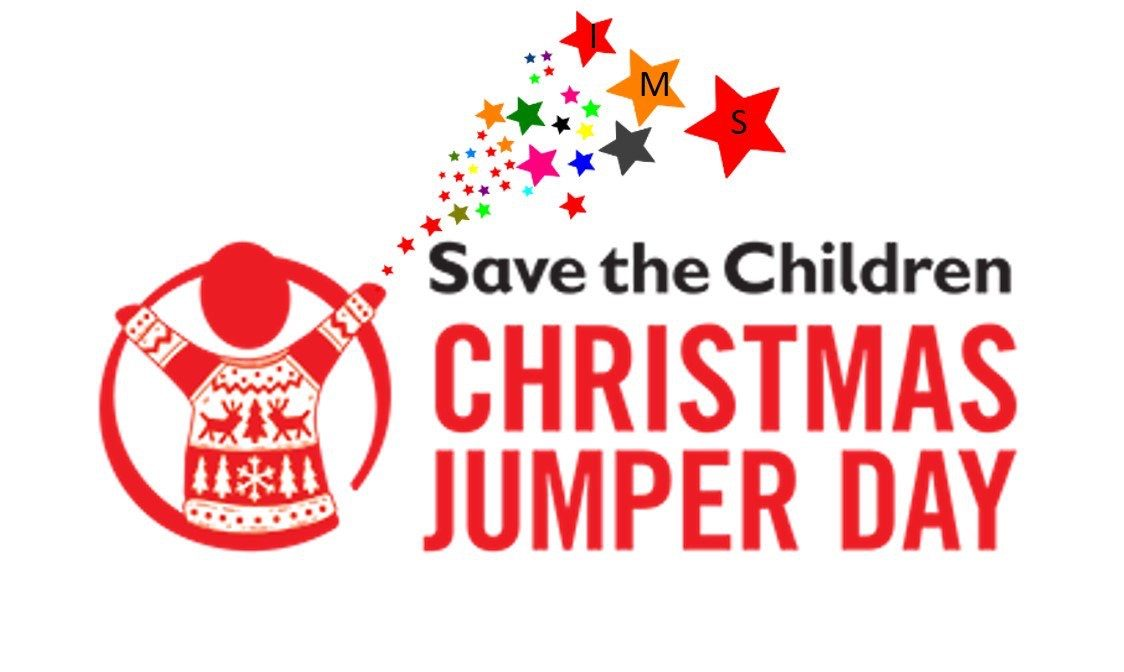 I
M
S
Save the Children
CHRISTMAS
JUMPER DAY